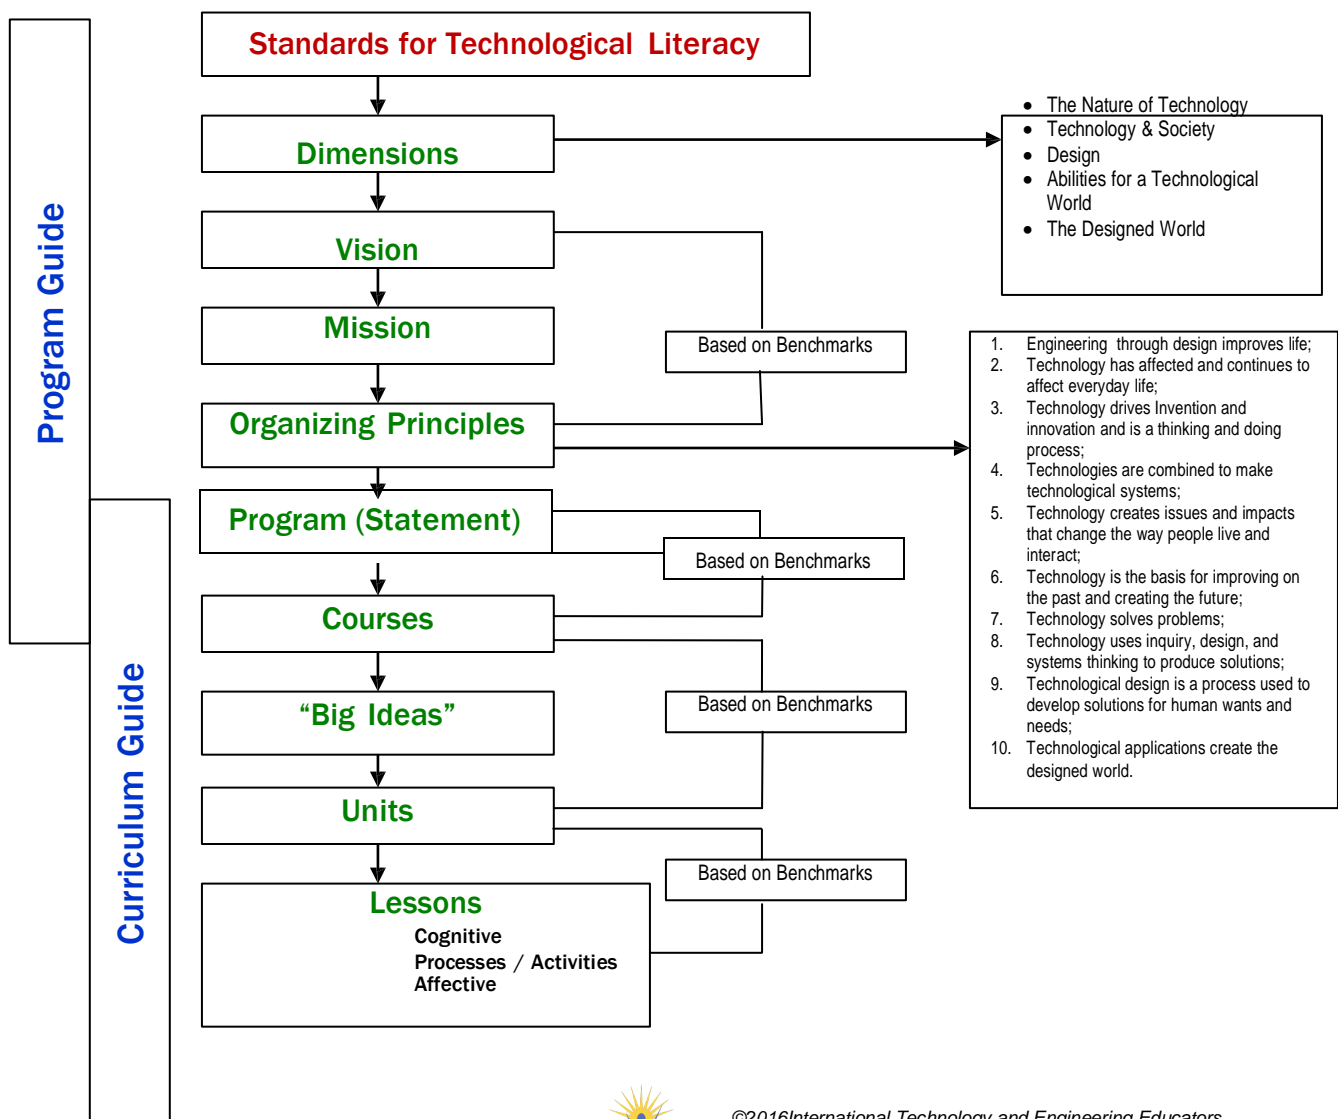 Standards for Technological Literacy
Program Guide
Curriculum Guide
Dimensions
Vision
Mission
Organizing Principles
Program (Statement)
Courses
“Big Ideas”
Units
Lessons
Cognitive
Processes / Activities
Affective
• The Nature of Technology
• Technology & Society
• Design
• Abilities for a Technological
World
• The Designed World
Based on Benchmarks
Based on Benchmarks
Based on Benchmarks
Based on Benchmarks
1. Engineering through design improves life;
2. Technology has affected and continues to
affect everyday life;
3. Technology drives Invention and
innovation and is a thinking and doing
process;
4. Technologies are combined to make
technological systems;
5. Technology creates issues and impacts
that change the way people live and
interact;
6. Technology is the basis for improving on
the past and creating the future;
7. Technology solves problems;
8. Technology uses inquiry, design, and
systems thinking to produce solutions;
9. Technological design is a process used to
develop solutions for human wants and
needs;
10. Technological applications create the
designed world.
©2016International Technology and Engineering Educators